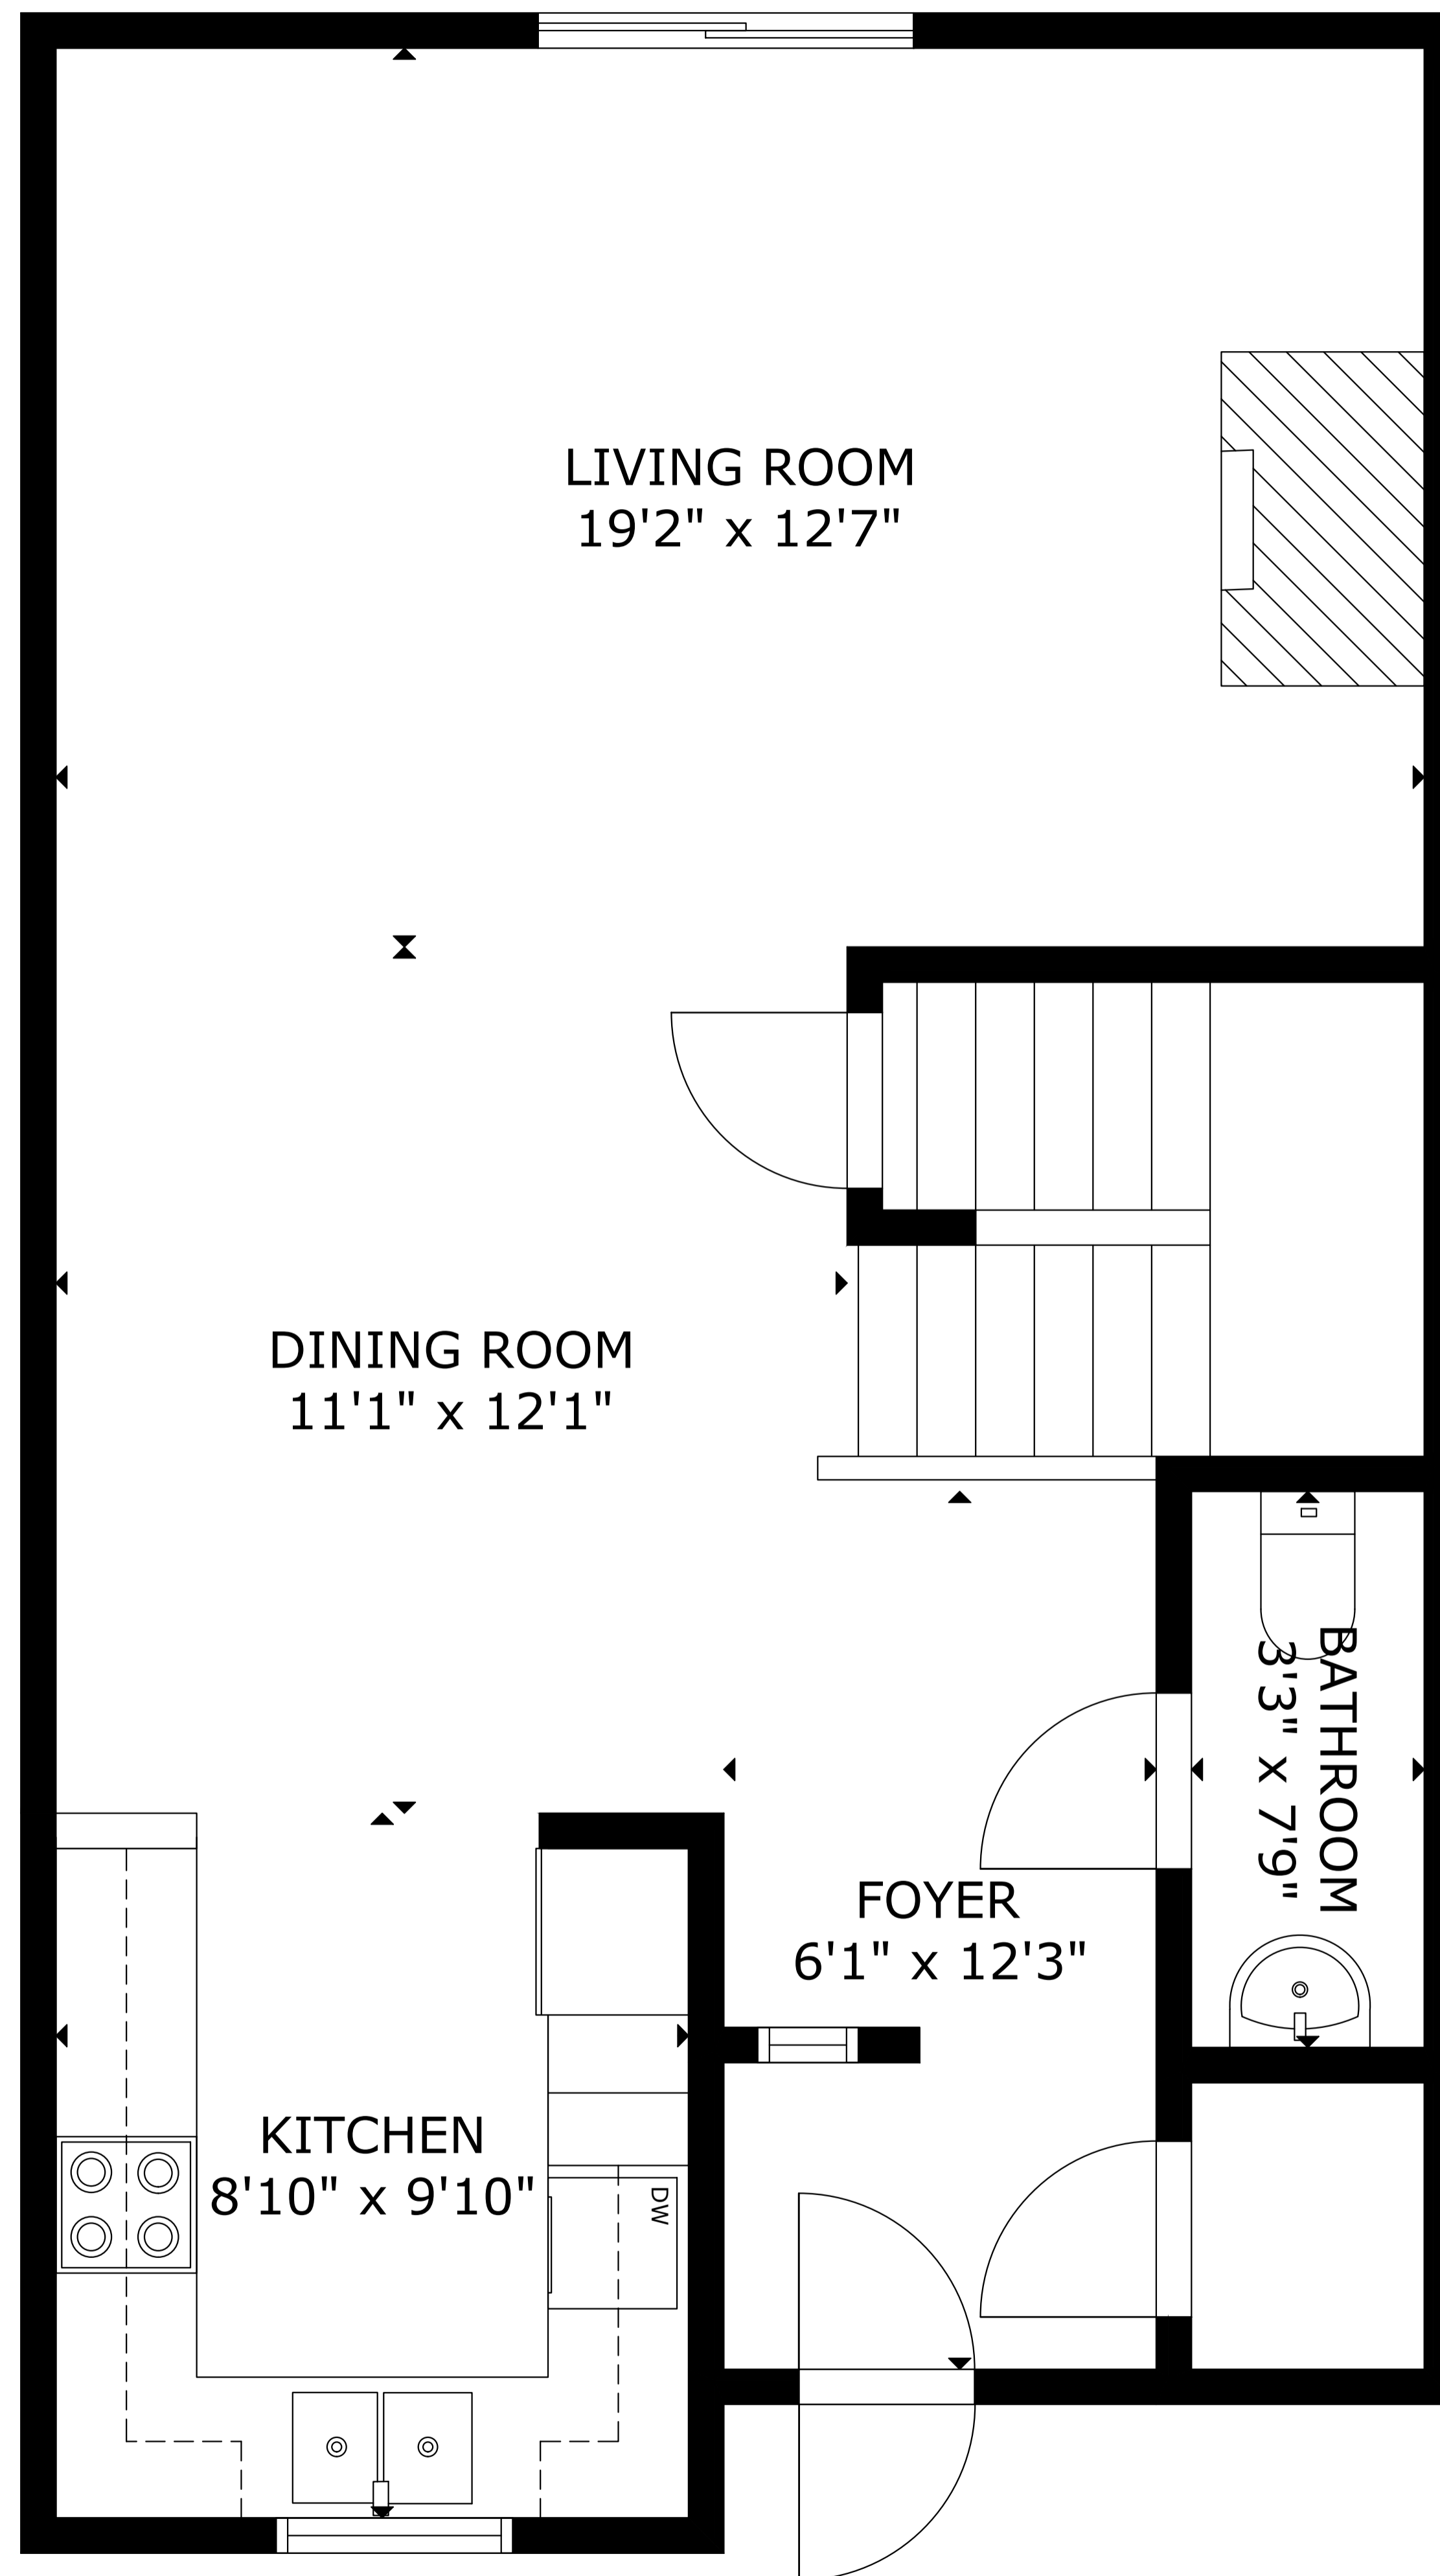 LIVING ROOM
19'2" x 12'7"
DINING ROOM
11'1" x 12'1"
BATHROOM
3'3" x 7'9"
FOYER
6'1" x 12'3"
KITCHEN
8'10" x 9'10"
DW